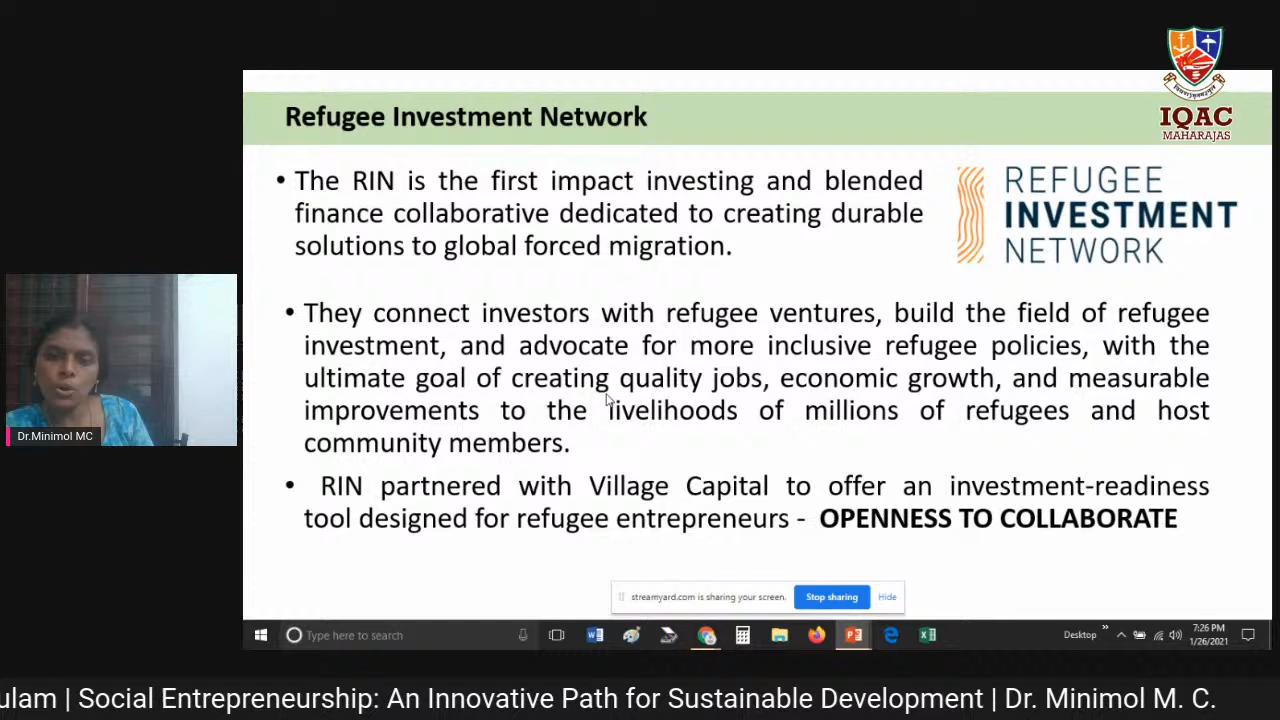 IQAC
MAHARAJAS
Refugee Investment Network
• The RIN is the first impact investing and blended
finance collaborative dedicated to creating durable
solutions to global forced migration.
REFUGEE
INVESTMENT
NETWORK
• They connect investors with refugee ventures, build the field of refugee
investment, and advocate for more inclusive refugee policies, with the
ultimate goal of creating quality jobs, economic growth, and measurable
improvements to the livelihoods of millions of refugees and host
community members.
• RIN partnered with Village Capital to offer an investment-readiness
tool designed for refugee entrepreneurs - OPENNESS TO COLLABORATE
Dr.Minimol MC
streamyard.com is sharing your screen.
Stop sharing
Hide
Type here to search
Desktop
7:26 PM
1/26/2021
ulam | Social Entrepreneurship: An Innovative Path for Sustainable Development | Dr. Minimol M. C.